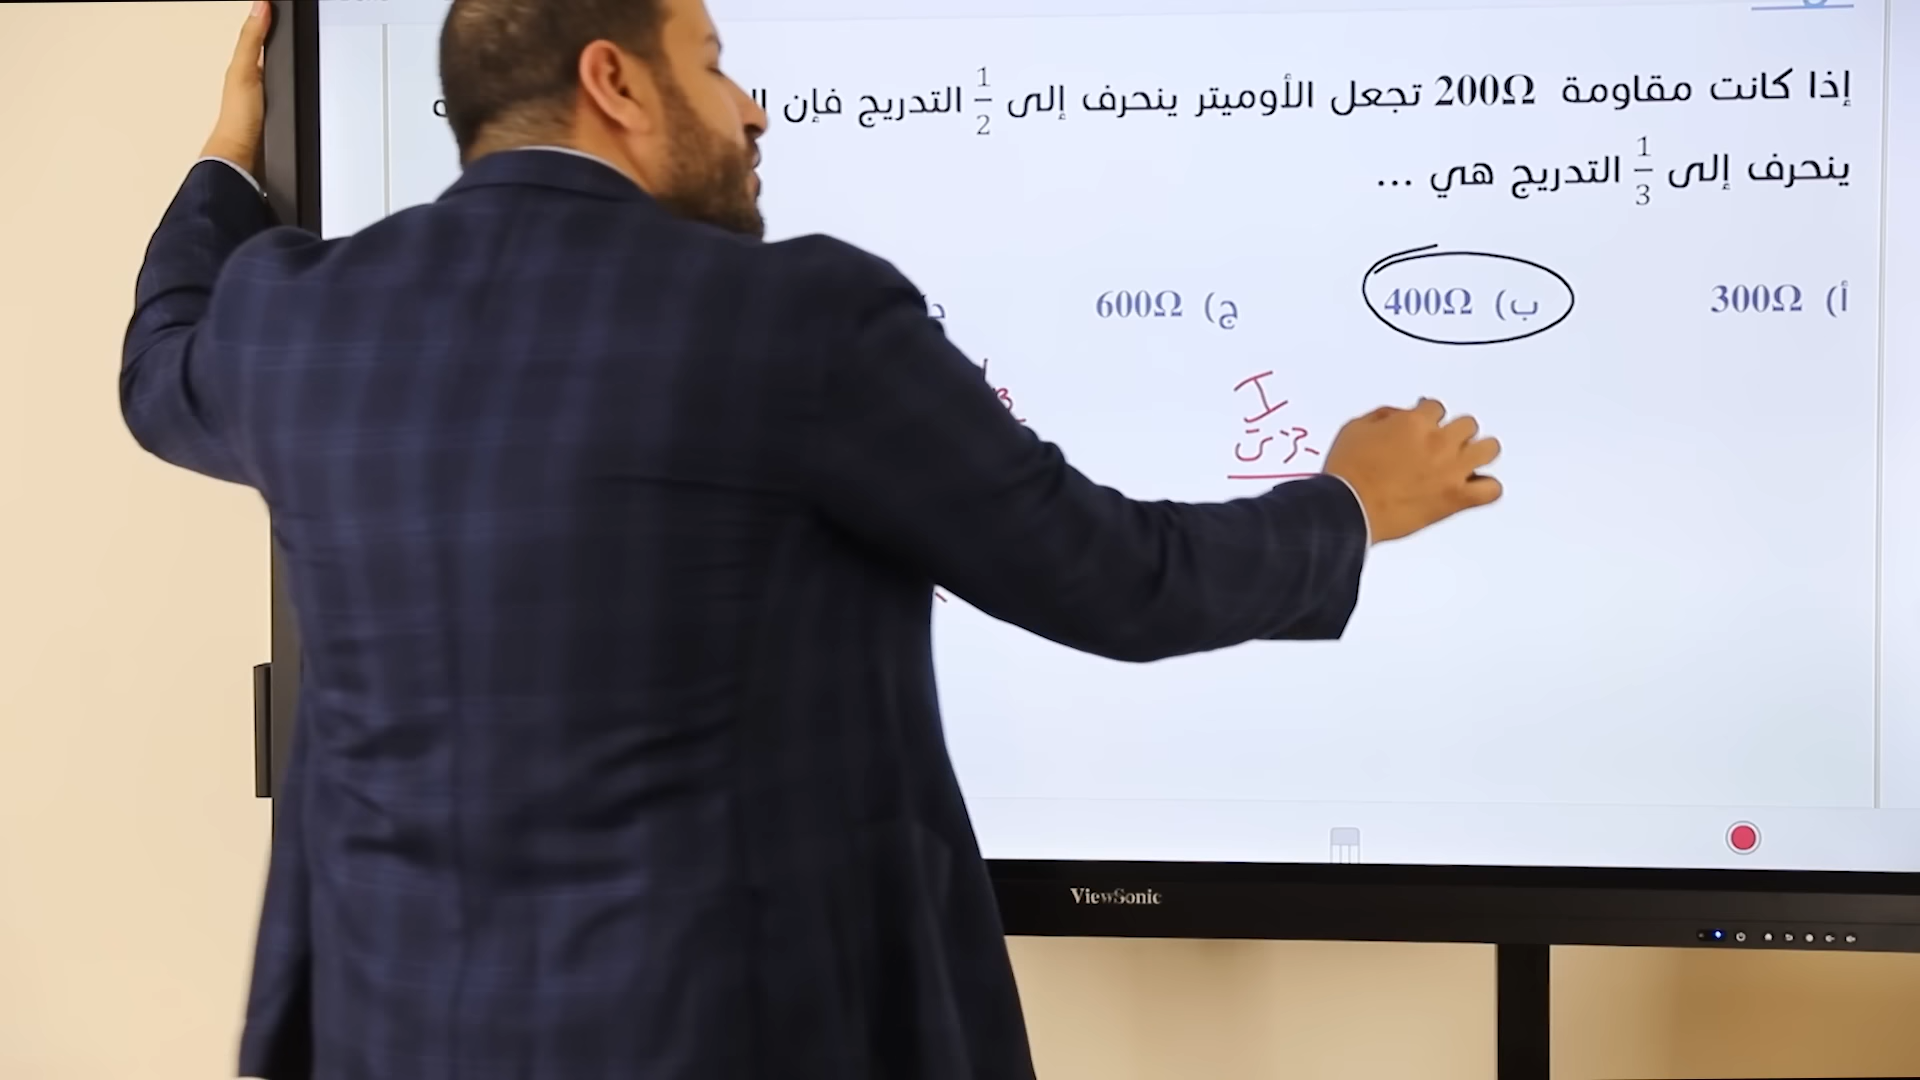 إذا كانت مقاومة 200Ω تجعل الأوميتر ينحرف إلى 1/2 التدريج فإن
ينحرف إلى 1/3 التدريج هي ...
أ) 300Ω ب) 400Ω ج) 600Ω
I
جزئ
ViewSonic